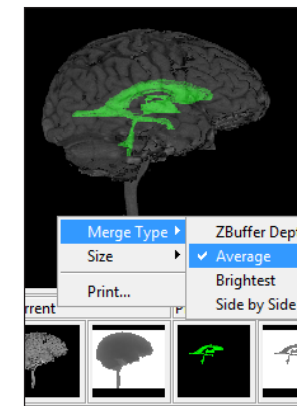 Merge Type
ZBuffer Dept
Size
Average
Brightest
Print...
Side by Side
rrent
P